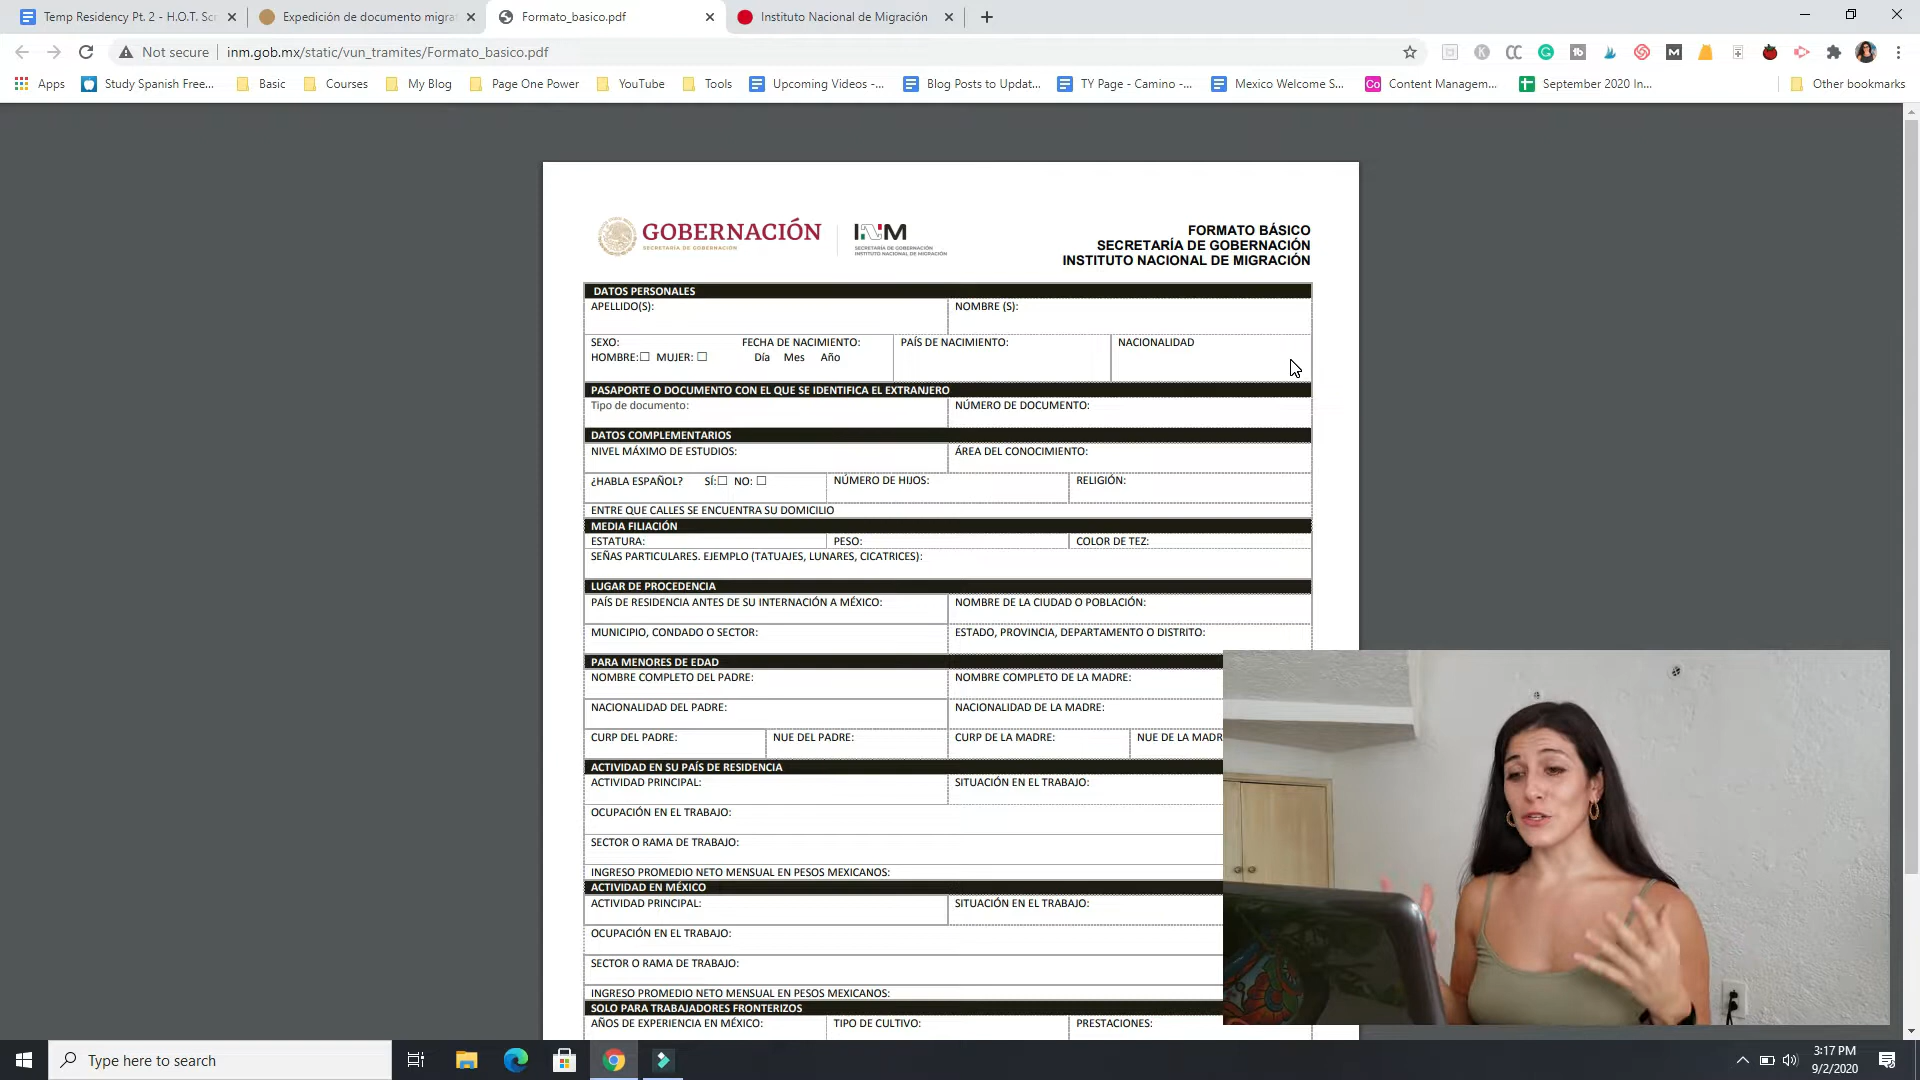 Temp Residency Pt. 2 - H.O.T. Scr
Expedición de documento migrat
Formato_basico.pdf
Instituto Nacional de Migración
Not secure
inm.gob.mx/static/vun_tramites/Formato_basico.pdf
Apps
Study Spanish Free...
Basic
Courses
My Blog
Page One Power
YouTube
Tools
Upcoming Videos -...
Blog Posts to Updat...
TY Page - Camino -...
Mexico Welcome S...
Content Managem...
September 2020 In...
Other bookmarks
GOBERNACIÓN
SECRETARÍA DE GOBERNACIÓN
INM
SECRETARÍA DE GOBERNACIÓN
INSTITUTO NACIONAL DE MIGRACIÓN
FORMATO BÁSICO
SECRETARÍA DE GOBERNACIÓN
INSTITUTO NACIONAL DE MIGRACIÓN
DATOS PERSONALES
APELLIDO(S):
NOMBRE (S):
SEXO:
HOMBRE:☐ MUJER: ☐
FECHA DE NACIMIENTO:
Día Mes Año
PAÍS DE NACIMIENTO:
NACIONALIDAD
PASAPORTE O DOCUMENTO CON EL QUE SE IDENTIFICA EL EXTRANJERO
Tipo de documento:
NÚMERO DE DOCUMENTO:
DATOS COMPLEMENTARIOS
NIVEL MÁXIMO DE ESTUDIOS:
ÁREA DEL CONOCIMIENTO:
¿HABLA ESPAÑOL? SÍ:☐ NO: ☐
NÚMERO DE HIJOS:
RELIGIÓN:
ENTRE QUE CALLES SE ENCUENTRA SU DOMICILIO
MEDIA FILIACIÓN
ESTATURA:
PESO:
COLOR DE TEZ:
SEÑAS PARTICULARES. EJEMPLO (TATUAJES, LUNARES, CICATRICES):
LUGAR DE PROCEDENCIA
PAÍS DE RESIDENCIA ANTES DE SU INTERNACIÓN A MÉXICO:
NOMBRE DE LA CIUDAD O POBLACIÓN:
MUNICIPIO, CONDADO O SECTOR:
ESTADO, PROVINCIA, DEPARTAMENTO O DISTRITO:
PARA MENORES DE EDAD
NOMBRE COMPLETO DEL PADRE:
NOMBRE COMPLETO DE LA MADRE:
NACIONALIDAD DEL PADRE:
NACIONALIDAD DE LA MADRE:
CURP DEL PADRE:
NUE DEL PADRE:
CURP DE LA MADRE:
NUE DE LA MADR
ACTIVIDAD EN SU PAÍS DE RESIDENCIA
ACTIVIDAD PRINCIPAL:
SITUACIÓN EN EL TRABAJO:
OCUPACIÓN EN EL TRABAJO:
SECTOR O RAMA DE TRABAJO:
INGRESO PROMEDIO NETO MENSUAL EN PESOS MEXICANOS:
ACTIVIDAD EN MÉXICO
ACTIVIDAD PRINCIPAL:
SITUACIÓN EN EL TRABAJO:
OCUPACIÓN EN EL TRABAJO:
SECTOR O RAMA DE TRABAJO:
INGRESO PROMEDIO NETO MENSUAL EN PESOS MEXICANOS:
SOLO PARA TRABAJADORES FRONTERIZOS
AÑOS DE EXPERIENCIA EN MÉXICO:
TIPO DE CULTIVO:
PRESTACIONES:
Type here to search
3:17 PM
9/2/2020